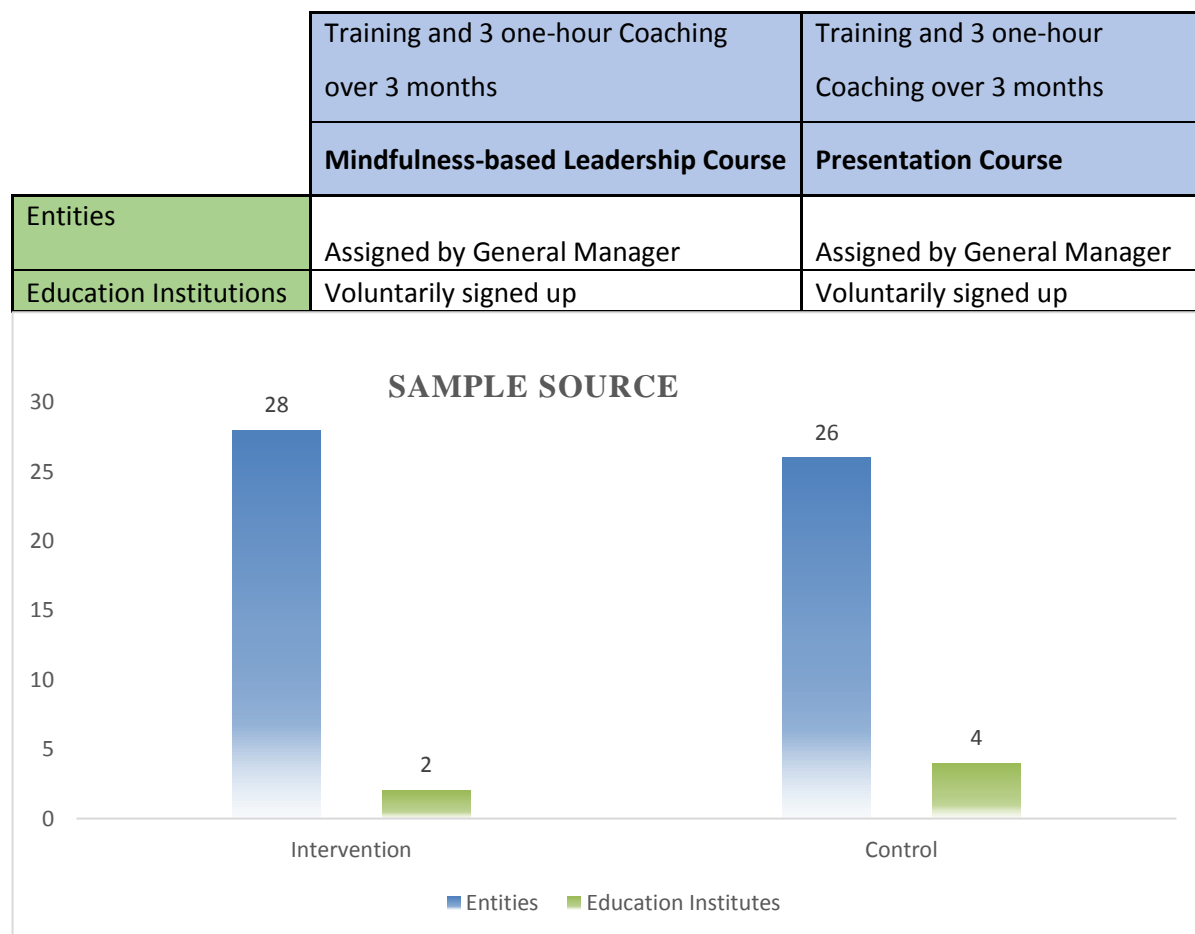 Training and 3 one-hour Coaching
over 3 months
Training and 3 one-hour
Coaching over 3 months
Mindfulness-based Leadership Course
Presentation Course
Entities
Assigned by General Manager
Assigned by General Manager
Education Institutions
Voluntarily signed up
Voluntarily signed up
SAMPLE SOURCE
30
25
20
15
10
5
0
28
2
26
4
Intervention
Control
Entities
Education Institutes